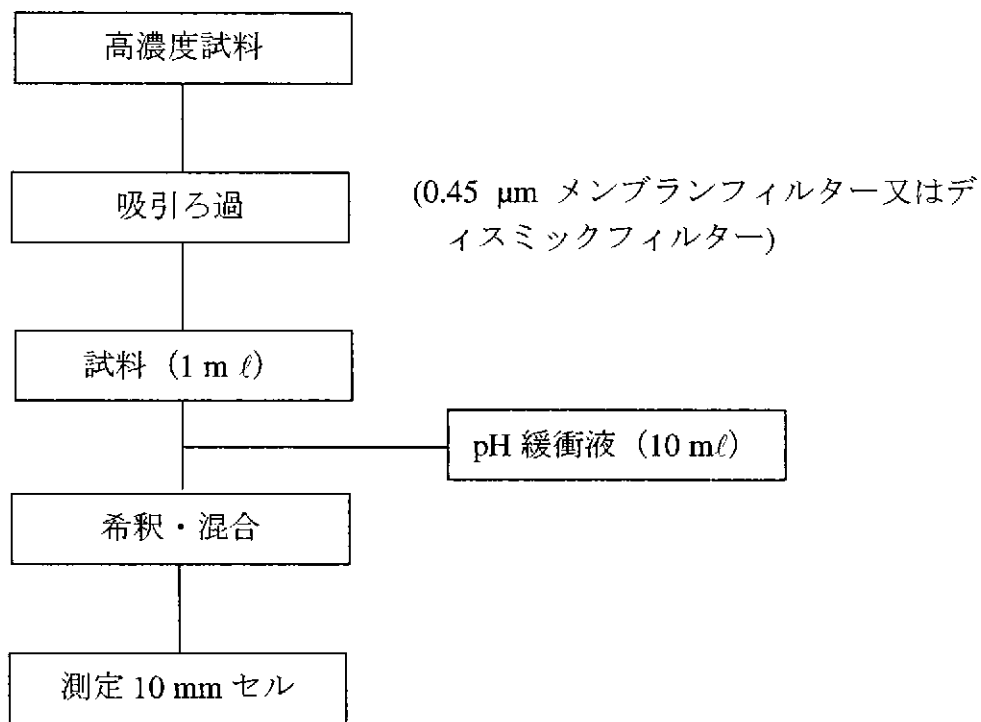 高濃度試料
吸引ろ過
(0.45 μm メンブランフィルター又はデ
ィスミックフィルター)
試料（1 m ℓ）
pH 緩衝液（10 mℓ）
希釈・混合
測定 10 mm セル